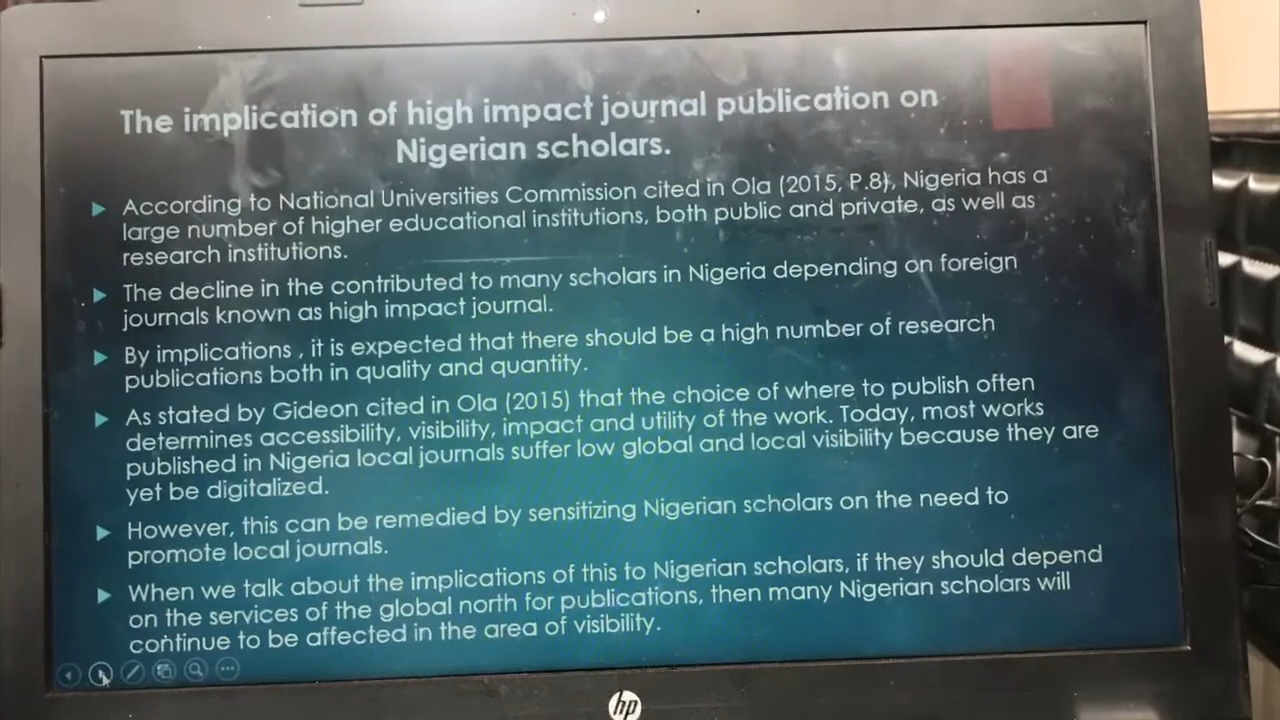 The implication of high impact journal publication on
Nigerian scholars.
According to National Universities Commission cited in Ola (2015, P.8), Nigeria has a
large number of higher educational institutions, both public and private, as well as
research institutions.
The decline in the contributed to many scholars in Nigeria depending on foreign
journals known as high impact journal.
By implications , it is expected that there should be a high number of research
publications both in quality and quantity.
As stated by Gideon cited in Ola (2015) that the choice of where to publish often
determines accessibility, visibility, impact and utility of the work. Today, most works
published in Nigeria local journals suffer low global and local visibility because they are
yet be digitalized.
However, this can be remedied by sensitizing Nigerian scholars on the need to
promote local journals.
When we talk about the implications of this to Nigerian scholars, if they should depend
on the services of the global north for publications, then many Nigerian scholars will
continue to be affected in the area of visibility.
hp